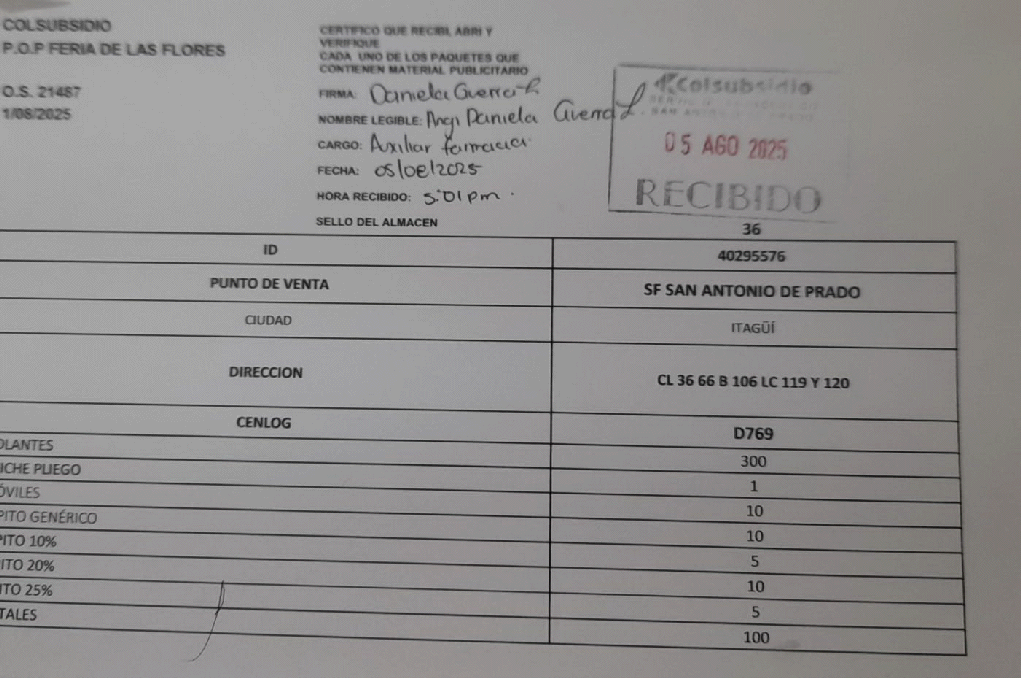 COLSUBSIDIO
P.O.P FERIA DE LAS FLORES
O.S. 21487
1/08/2025
CERTIFICO QUE RECIBI, ABRI Y
VERIFIQUE
CADA UNO DE LOS PAQUETES QUE
CONTIENEN MATERIAL PUBLICITARIO
FIRMA: Daniela Guerra
NOMBRE LEGIBLE: Angi Daniela Guerra L
CARGO: Auxiliar farmacia
FECHA: 05/08/2025
HORA RECIBIDO: 5:01 pm.
SELLO DEL ALMACEN
Colsubsidio
05 AGO 2025
RECIBIDO
36
ID 40295576
PUNTO DE VENTA SF SAN ANTONIO DE PRADO
CIUDAD ITAGÜÍ
DIRECCION CL 36 66 B 106 LC 119 Y 120
CENLOG D769
OLANTES 300
ICHE PLIEGO 1
ÓVILES 10
PITO GENÉRICO 10
PITO 10% 5
ITO 20% 10
ITO 25% 5
TALES 100